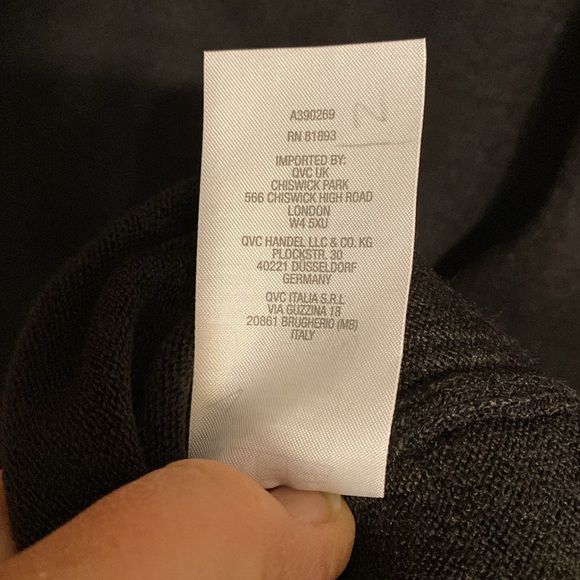 A390269
RN 81893
IMPORTED BY:
QVC UK
CHISWICK PARK
566 CHISWICK HIGH ROAD
LONDON
W4 5XU
QVC HANDEL LLC & CO. KG
PLOCKSTR. 30
40221 DÜSSELDORF
GERMANY
QVC ITALIA S.R.L
VIA GUZZINA 18
20861 BRUGHERIO (MB)
ITALY